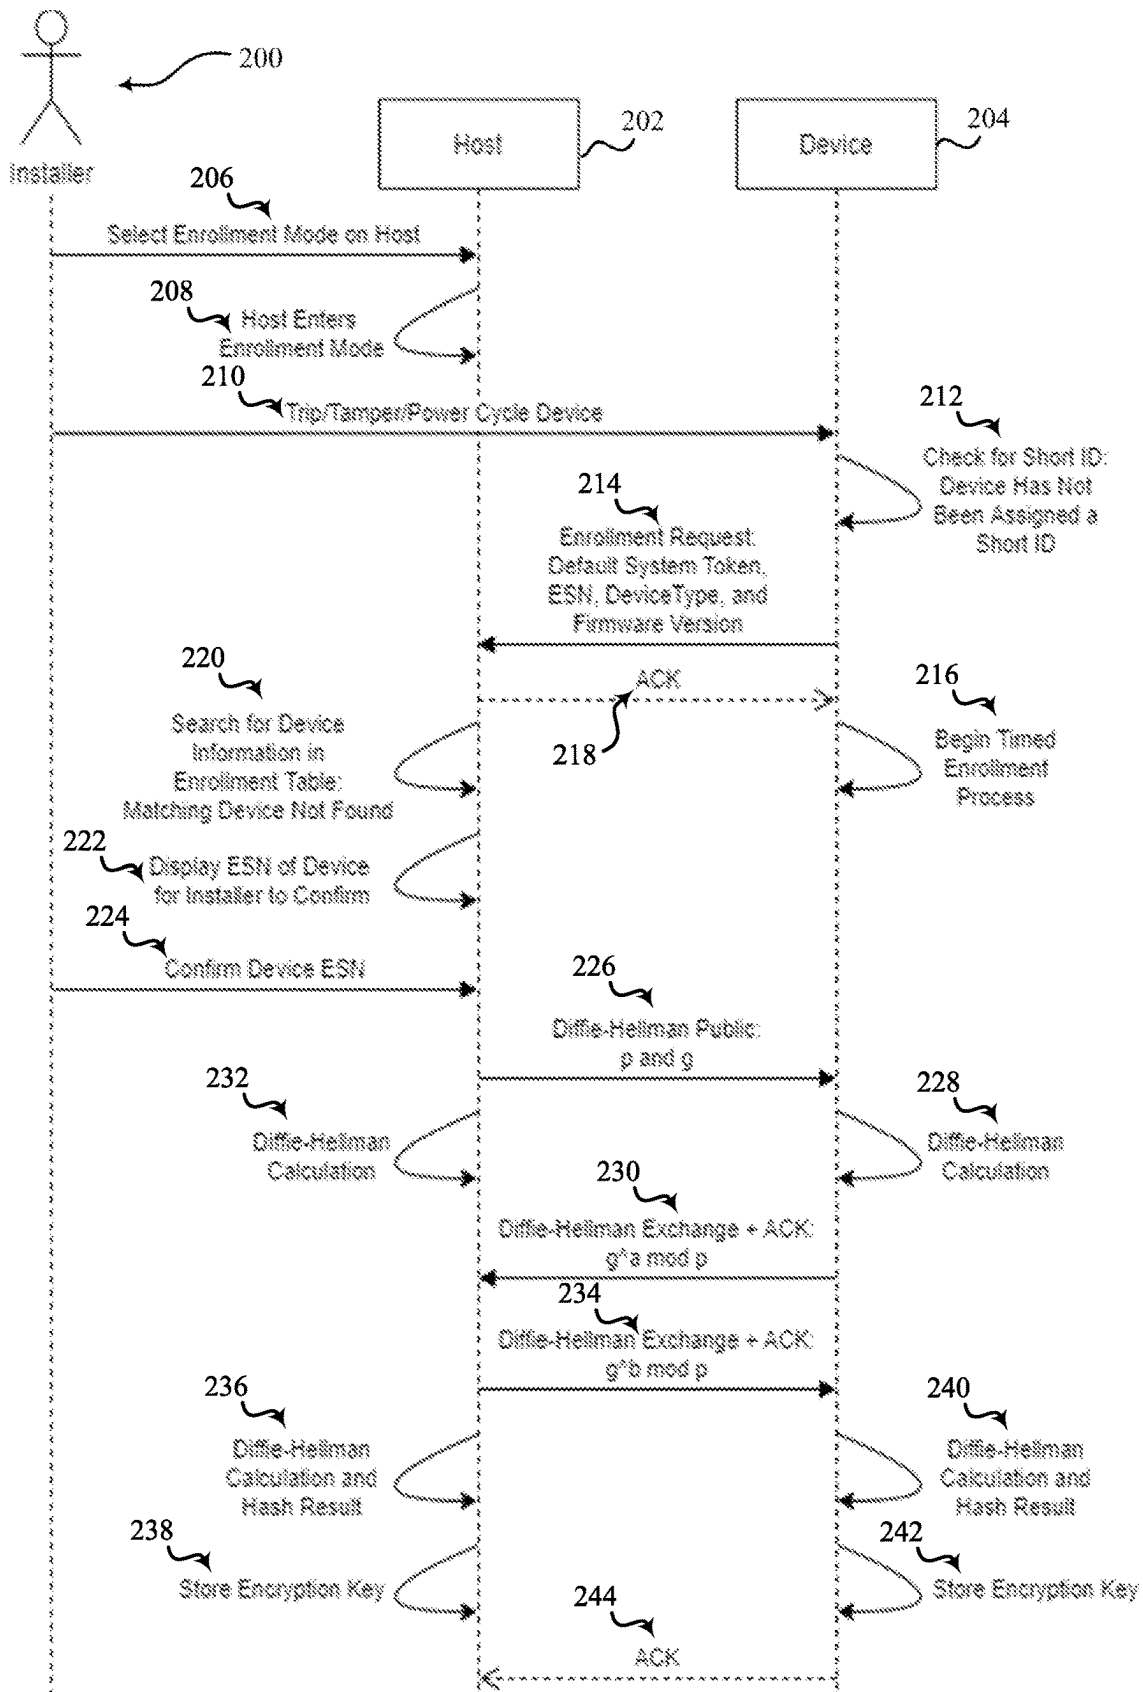 200
Host
202
Device
204
Installer
206
Select Enrollment Mode on Host
208
Host Enters
Enrollment Mode
210
Trip/Tamper/Power Cycle Device
212
Check for Short ID:
Device Has Not
Been Assigned a
Short ID
214
Enrollment Request:
Default System Token,
ESN, DeviceType, and
Firmware Version
220
ACK
218
216
Search for Device
Information in
Enrollment Table:
Matching Device Not Found
Begin Timed
Enrollment
Process
222
Display ESN of Device
for Installer to Confirm
224
Confirm Device ESN
226
Diffie-Hellman Public:
p and g
232
Diffie-Hellman
Calculation
228
Diffie-Hellman
Calculation
230
Diffie-Hellman Exchange + ACK:
g^a mod p
234
Diffie-Hellman Exchange + ACK:
g^b mod p
236
Diffie-Hellman
Calculation and
Hash Result
240
Diffie-Hellman
Calculation and
Hash Result
238
Store Encryption Key
242
Store Encryption Key
244
ACK